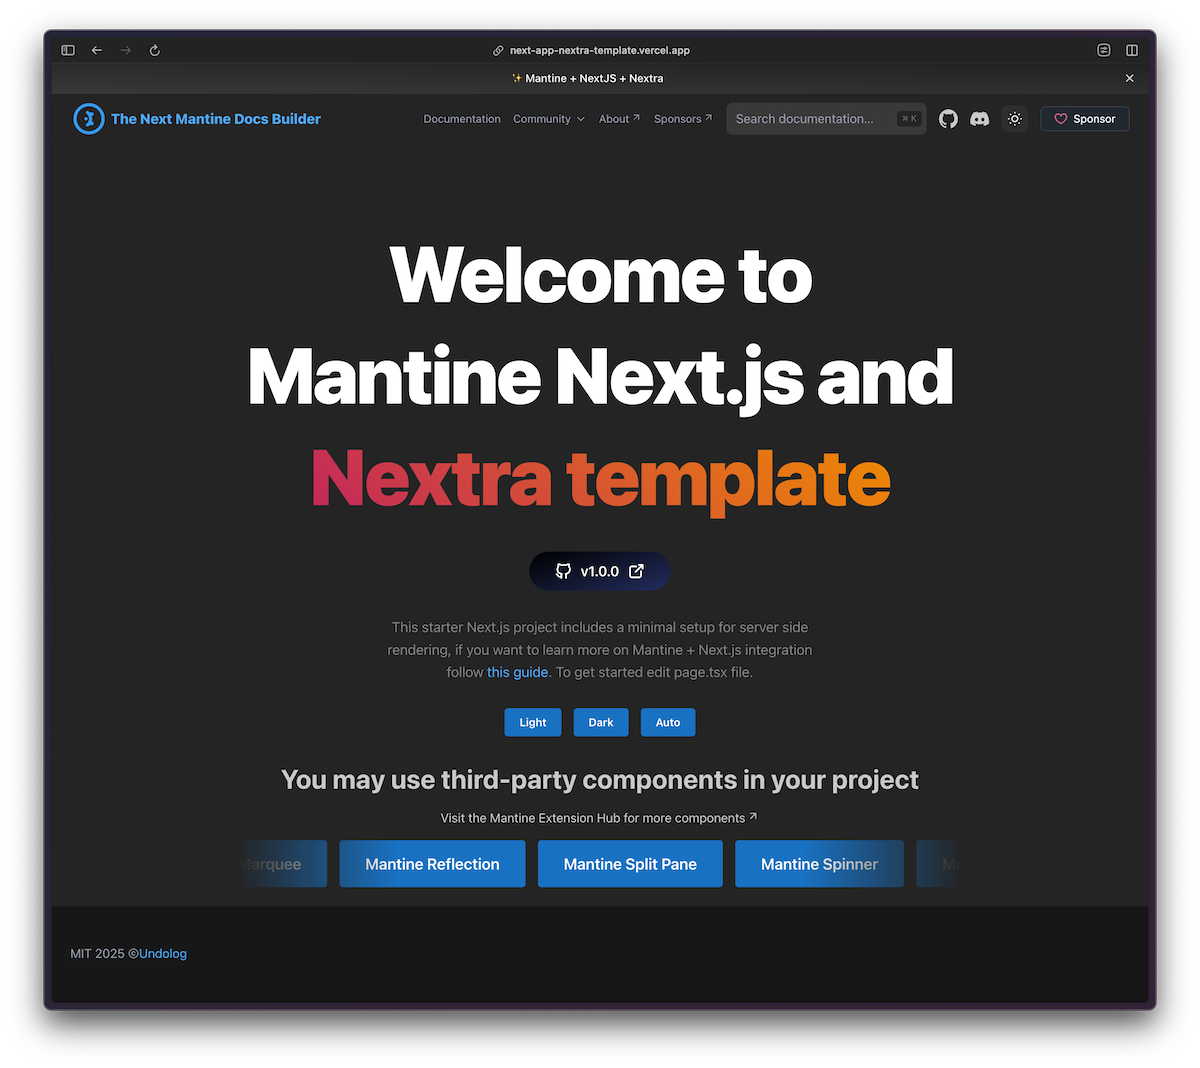 next-app-nextra-template.vercel.app
✨ Mantine + NextJS + Nextra
The Next Mantine Docs Builder
Documentation Community About ↗ Sponsors ↗ Search documentation... ⌘ K Sponsor
Welcome to
Mantine Next.js and
Nextra template
v1.0.0
This starter Next.js project includes a minimal setup for server side
rendering, if you want to learn more on Mantine + Next.js integration
follow this guide. To get started edit page.tsx file.
Light Dark Auto
You may use third-party components in your project
Visit the Mantine Extension Hub for more components ↗
Marquee Mantine Reflection Mantine Split Pane Mantine Spinner
MIT 2025 ©Undolog